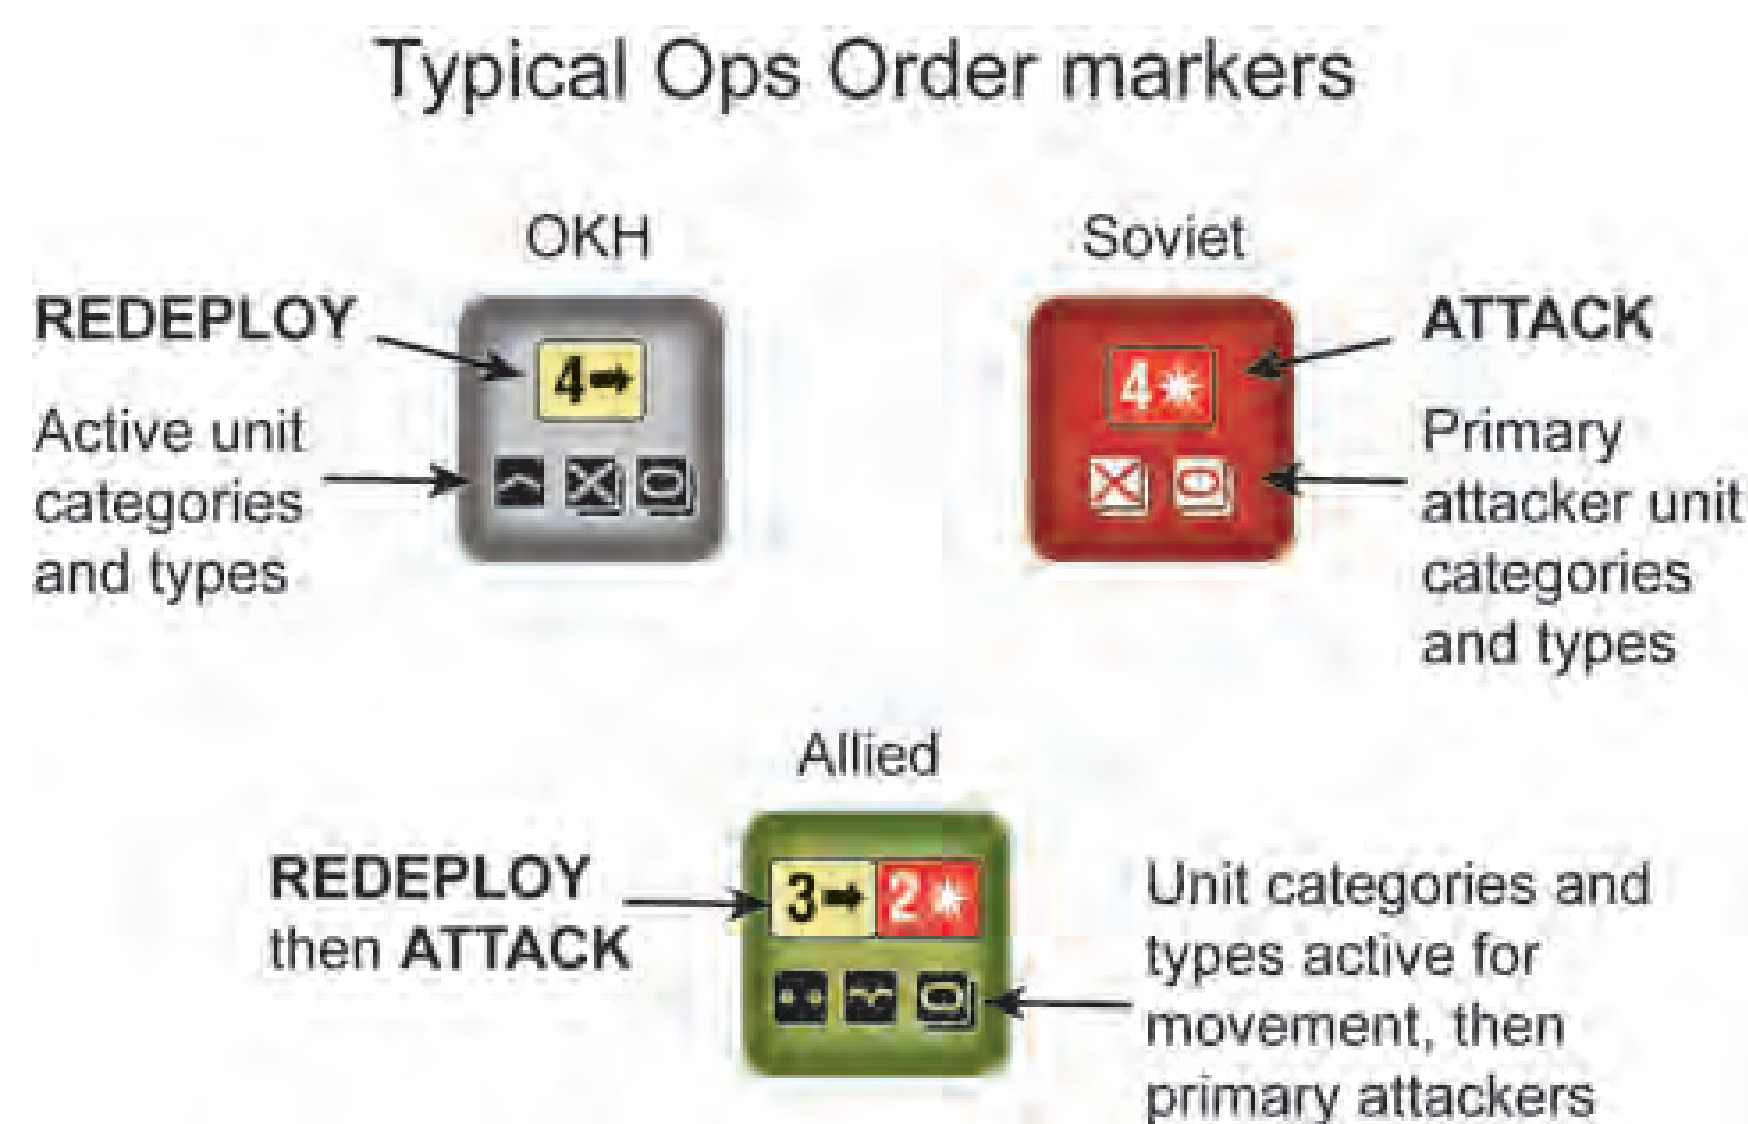 Typical Ops Order markers
OKH
Soviet
REDEPLOY
ATTACK
4
4
Active unit
categories
and types
Primary
attacker unit
categories
and types
Allied
REDEPLOY
then ATTACK
3 2
Unit categories and
types active for
movement, then
primary attackers